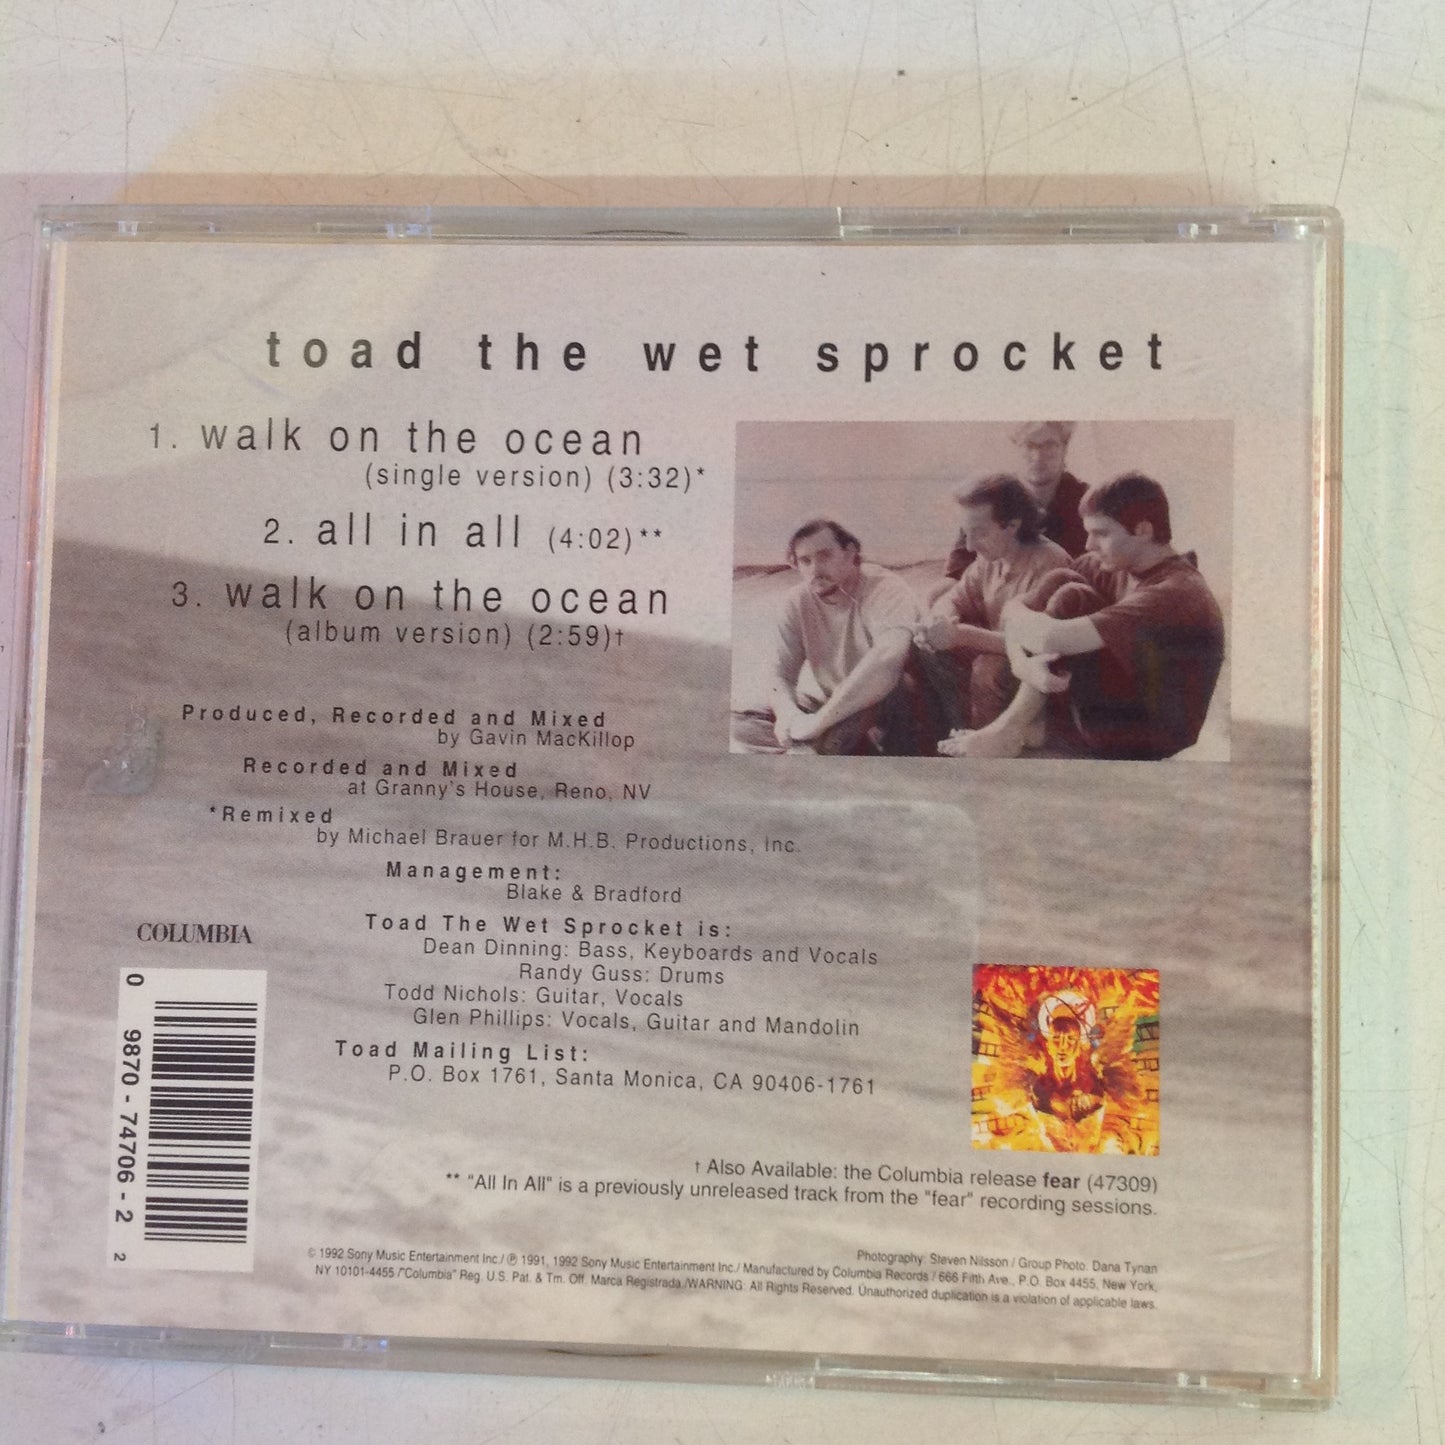 toad the wet sprocket
1. walk on the ocean
(single version) (3:32)*
2. all in all (4:02)**
3. walk on the ocean
(album version) (2:59)†
Produced, Recorded and Mixed
by Gavin MacKillop
Recorded and Mixed
at Granny's House, Reno, NV
*Remixed
by Michael Brauer for M.H.B. Productions, Inc.
Management:
Blake & Bradford
Toad The Wet Sprocket is:
Dean Dinning: Bass, Keyboards and Vocals
Randy Guss: Drums
Todd Nichols: Guitar, Vocals
Glen Phillips: Vocals, Guitar and Mandolin
Toad Mailing List:
P.O. Box 1761, Santa Monica, CA 90406-1761
COLUMBIA
0 9870-74706-2 2
† Also Available: the Columbia release fear (47309)
** "All In All" is a previously unreleased track from the "fear" recording sessions.
Photography: Steven Nilsson / Group Photo: Dana Tynan
© 1992 Sony Music Entertainment Inc./ ℗ 1991, 1992 Sony Music Entertainment Inc./ Manufactured by Columbia Records / 666 Fifth Ave., P.O. Box 4455, New York,
NY 10101-4455 /"Columbia" Reg. U.S. Pat. & Tm. Off. Marca Registrada./WARNING: All Rights Reserved. Unauthorized duplication is a violation of applicable laws.